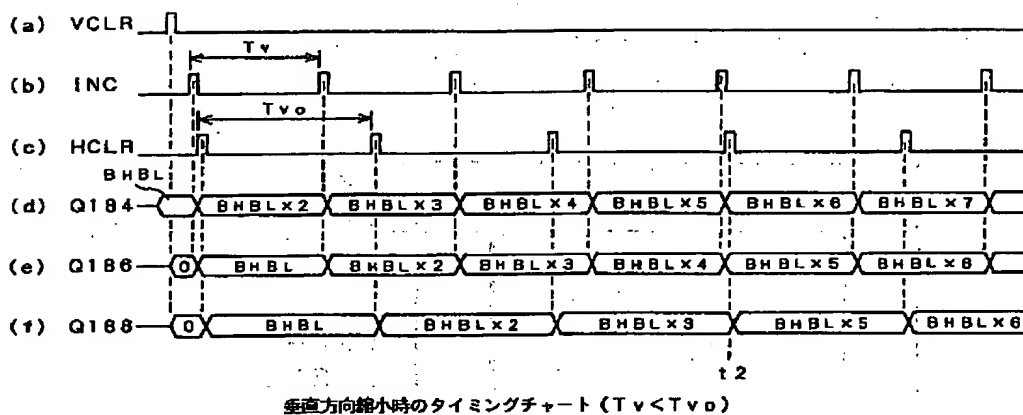 (a) VCLR
Tv
(b) INC
Tvo
(c) HCLR
BHBL
(d) Q184 BHBL×2 BHBL×3 BHBL×4 BHBL×5 BHBL×6 BHBL×7
(e) Q186 0 BHBL BHBL×2 BHBL×3 BHBL×4 BHBL×5 BHBL×6
(f) Q188 0 BHBL BHBL×2 BHBL×3 BHBL×5 BHBL×6
t2
垂直方向縮小時のタイミングチャート (Tv<Tvo)